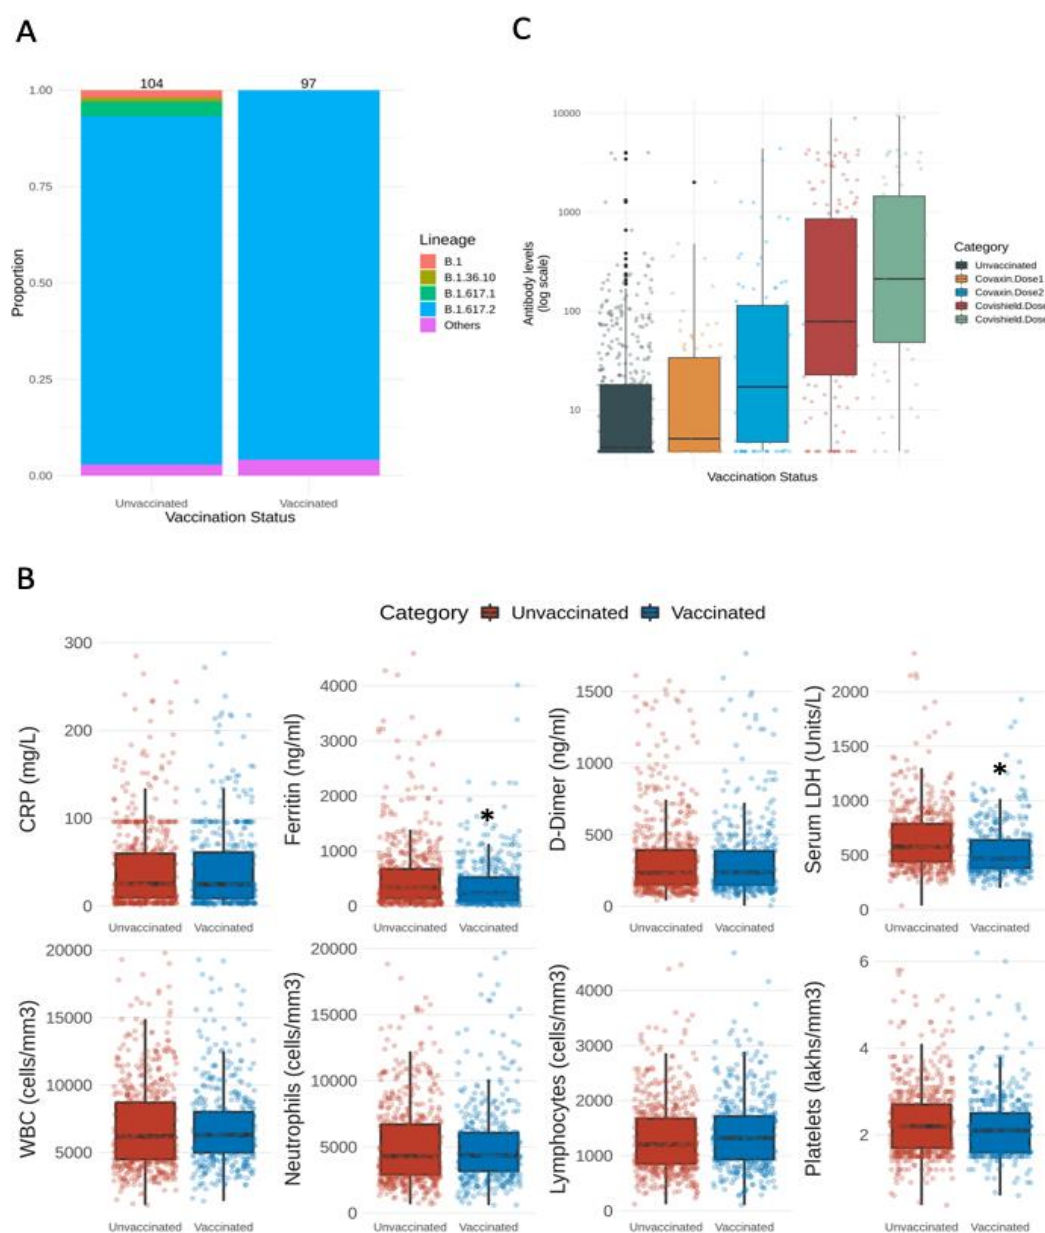 A
104
97
1.00
0.75
0.50
0.25
0.00
Proportion
Unvaccinated
Vaccinated
Vaccination Status
Lineage
B.1
B.1.36.10
B.1.617.1
B.1.617.2
Others
C
10000
1000
100
10
Antibody levels
(log scale)
Vaccination Status
Category
Unvaccinated
Covaxin.Dose1
Covaxin.Dose2
Covishield.Dose
Covishield.Dose
B
Category Unvaccinated Vaccinated
CRP (mg/L)
300
200
100
0
Unvaccinated Vaccinated
Ferritin (ng/ml)
4000
3000
2000
1000
0
*
Unvaccinated Vaccinated
D-Dimer (ng/ml)
1500
1000
500
0
Unvaccinated Vaccinated
Serum LDH (Units/L)
2000
1500
1000
500
0
*
Unvaccinated Vaccinated
WBC (cells/mm3)
20000
15000
10000
5000
Unvaccinated Vaccinated
Neutrophils (cells/mm3)
20000
15000
10000
5000
0
Unvaccinated Vaccinated
Lymphocytes (cells/mm3)
4000
3000
2000
1000
0
Unvaccinated Vaccinated
Platelets (lakhs/mm3)
6
4
2
Unvaccinated Vaccinated